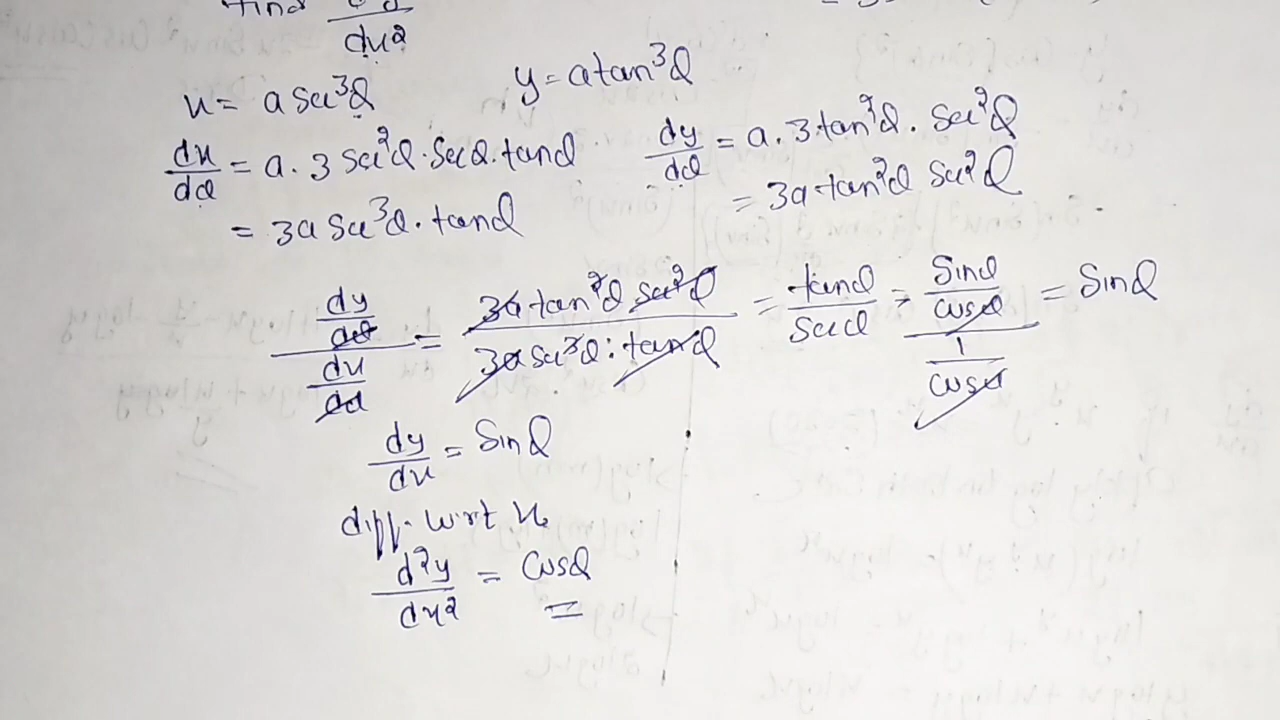 find d²y/dx²
x = a sec³θ y = a tan³θ
dx/dθ = a . 3 sec²θ . secθ . tanθ dy/dθ = a . 3 . tan²θ . sec²θ
= 3a sec³θ . tanθ = 3a tan²θ sec²θ
(dy/dθ)/(dx/dθ) = (3a tan²θ sec²θ)/(3a sec³θ . tanθ) = tanθ/secθ = (sinθ/cosθ)/(1/cosθ) = sinθ
dy/dx = sinθ
diff. w.r.t x
d²y/dx² = cosθ